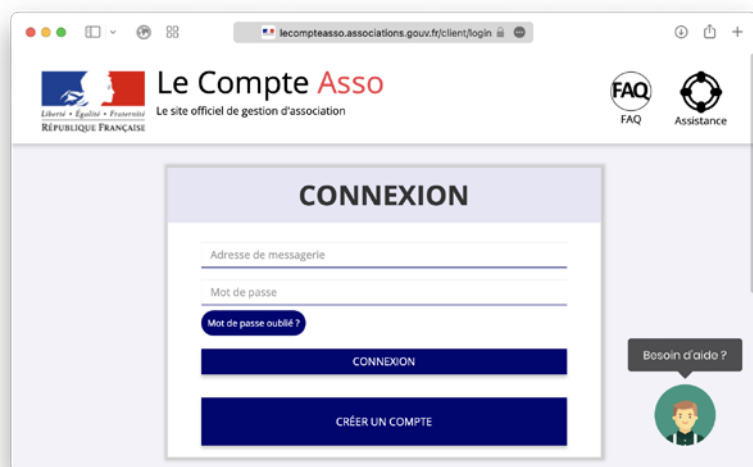 lecompteasso.associations.gouv.fr/client/login
Le Compte Asso
Le site officiel de gestion d'association
Liberté • Égalité • Fraternité
RÉPUBLIQUE FRANÇAISE
FAQ
FAQ
Assistance
CONNEXION
Adresse de messagerie
Mot de passe
Mot de passe oublié ?
CONNEXION
Besoin d'aide ?
CRÉER UN COMPTE